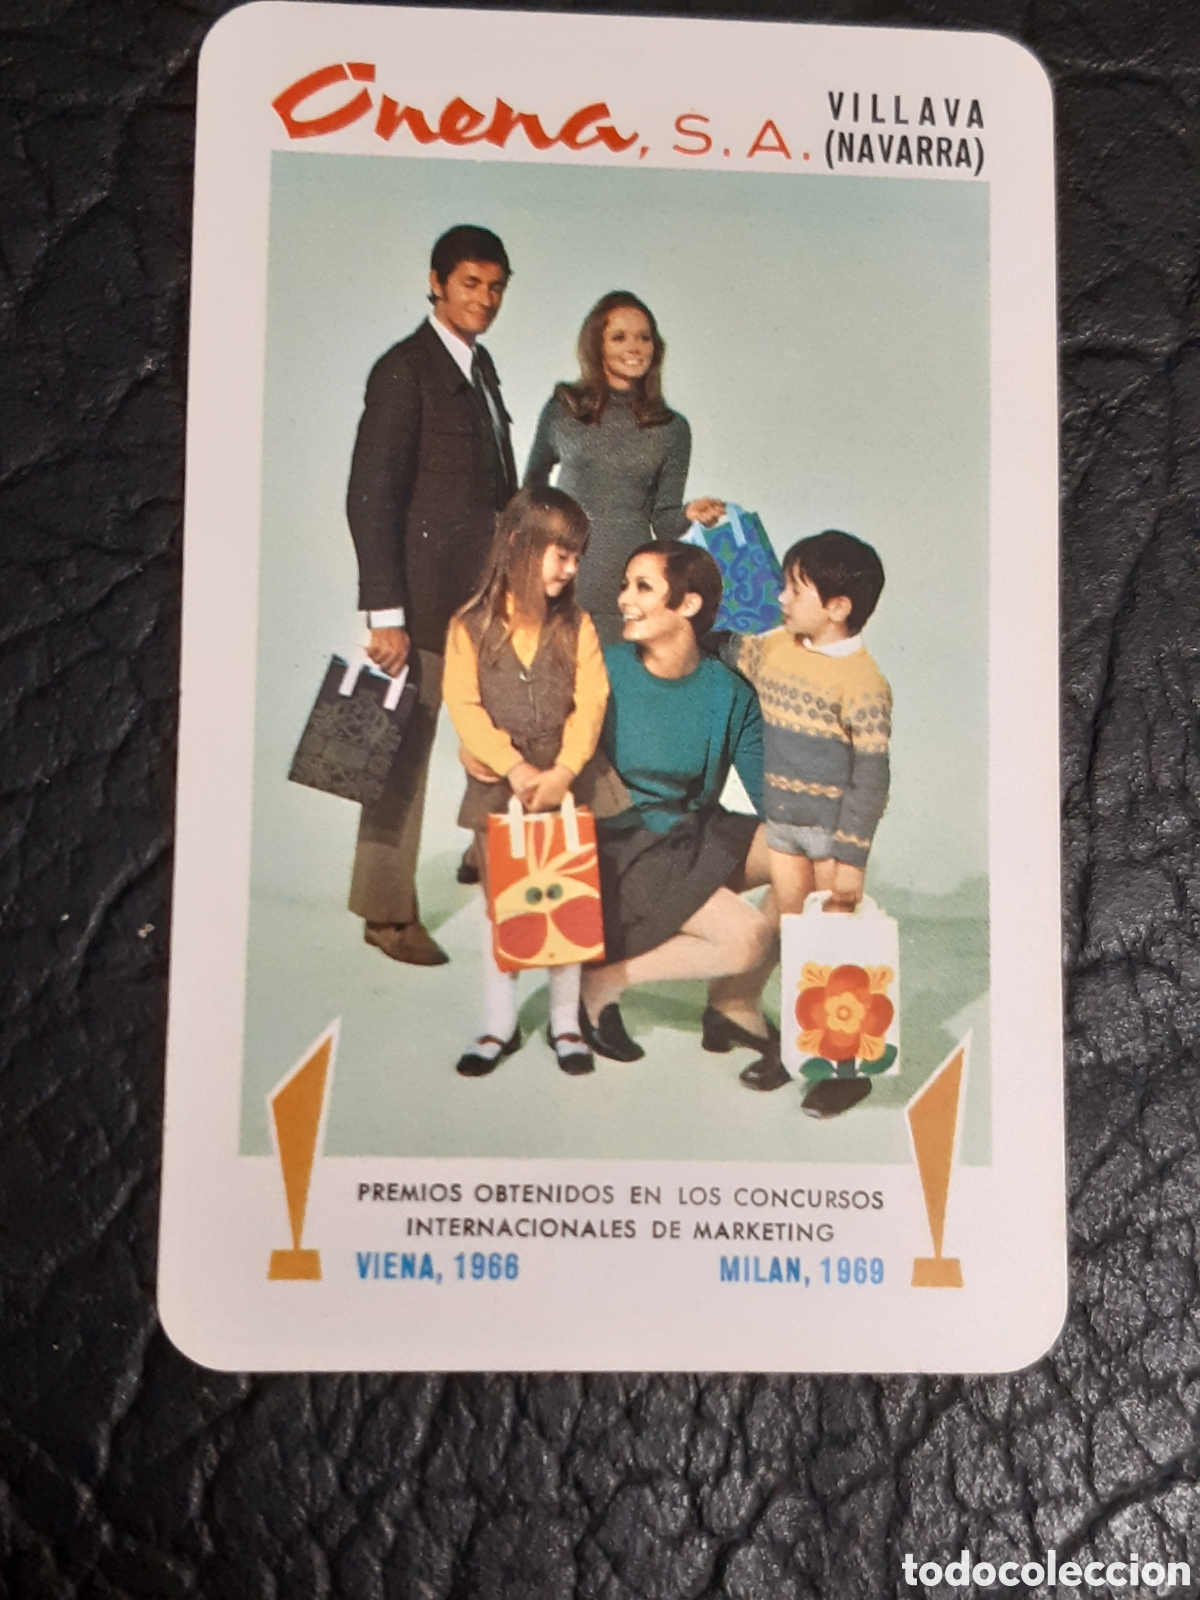 Onena, S. A. VILLAVA
(NAVARRA)
PREMIOS OBTENIDOS EN LOS CONCURSOS
INTERNACIONALES DE MARKETING
VIENA, 1966 MILAN, 1969
todocoleccion